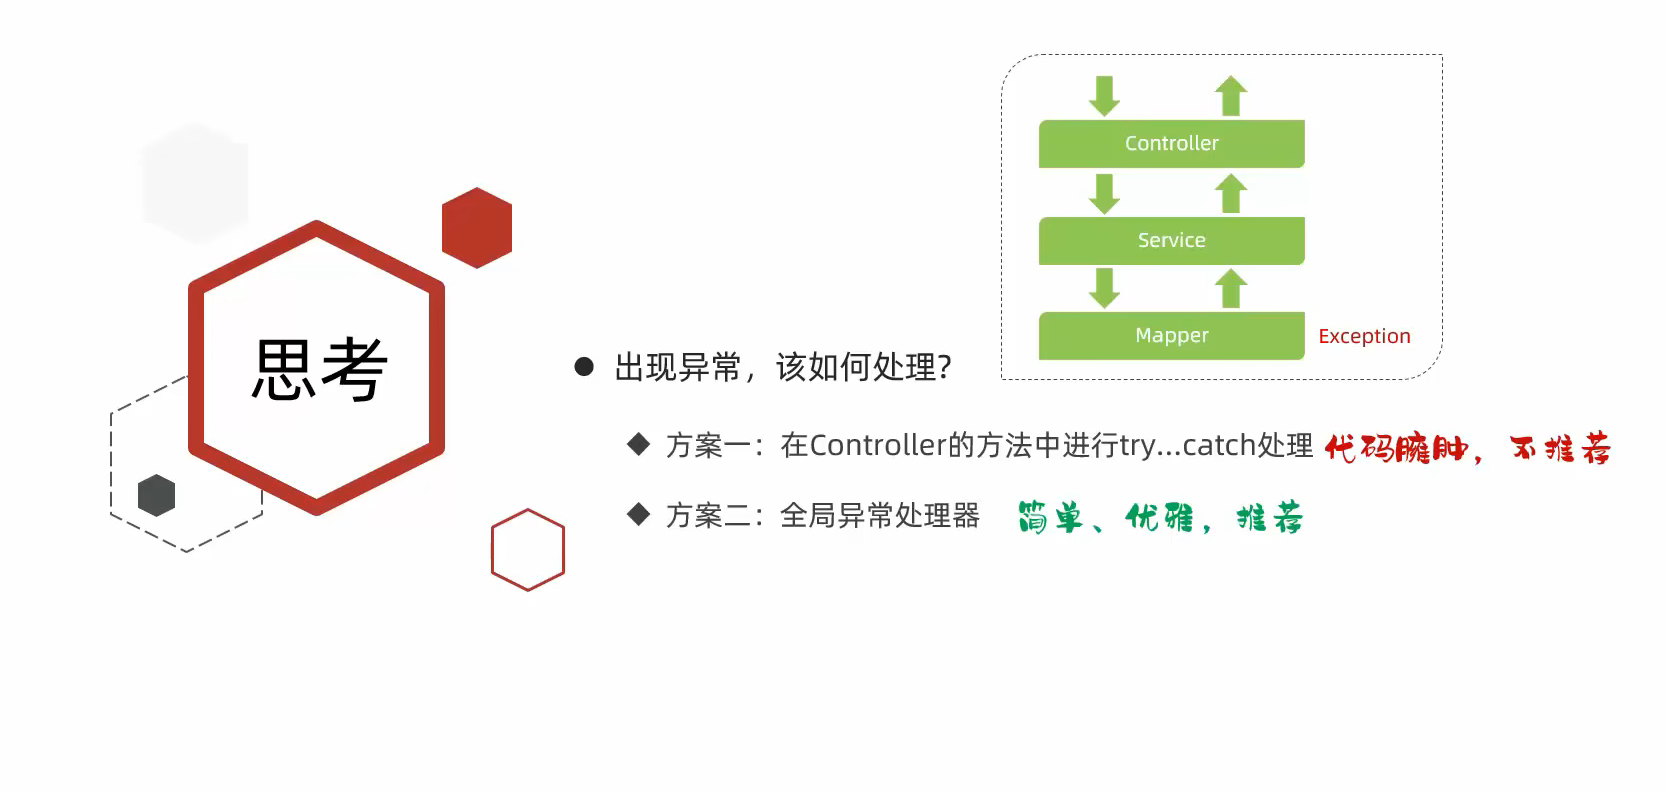 思考
Controller
Service
Mapper
Exception
出现异常，该如何处理?
方案一：在Controller的方法中进行try...catch处理 代码臃肿，不推荐
方案二：全局异常处理器 简单、优雅，推荐